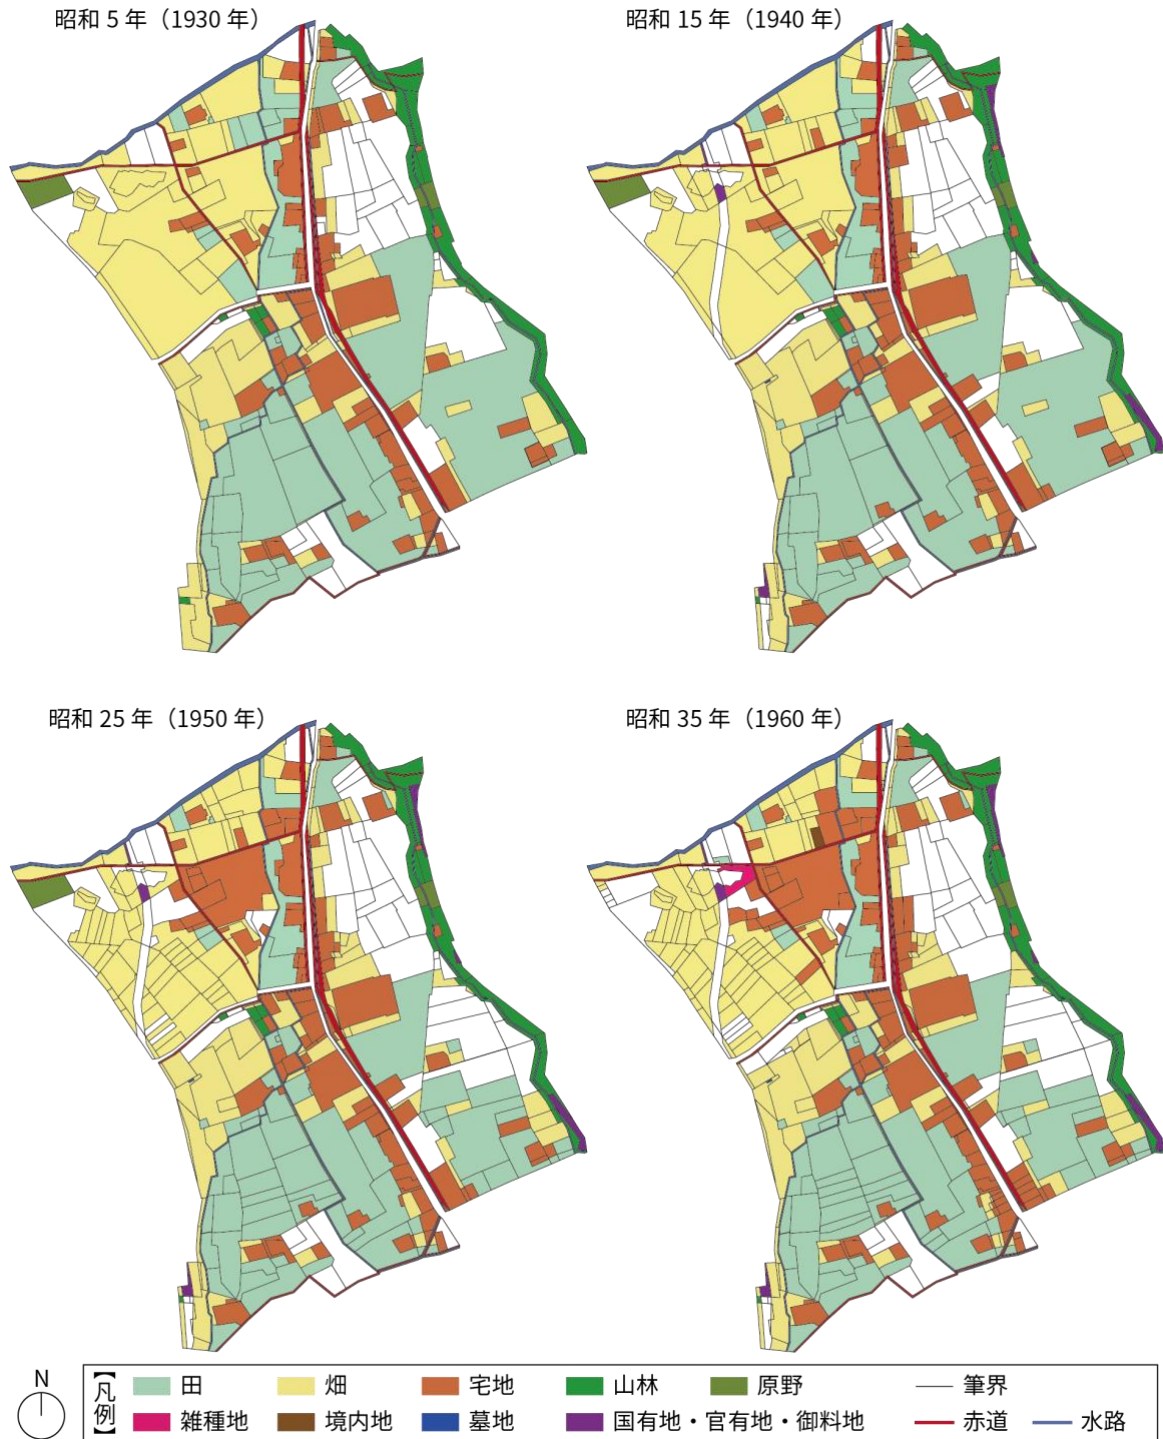 昭和 5 年（1930 年）
昭和 15 年（1940 年）
昭和 25 年（1950 年）
昭和 35 年（1960 年）
N
【凡例】
田 畑 宅地 山林 原野 筆界
雑種地 境内地 墓地 国有地・官有地・御料地 赤道 水路